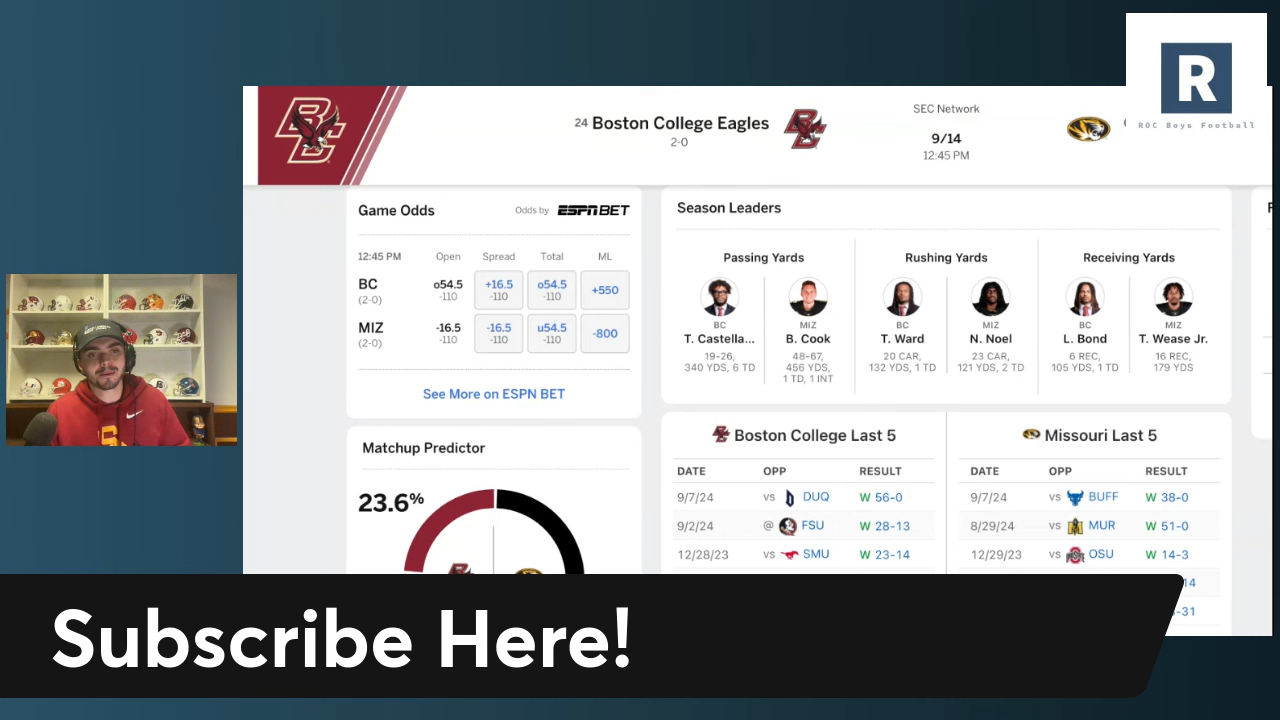 R
ROC Boys Football
24 Boston College Eagles
2-0
SEC Network
9/14
12:45 PM
Game Odds
Odds by ESPN BET
12:45 PM Open Spread Total ML
BC o54.5 +16.5 o54.5 +550
(2-0) -110 -110 -110
MIZ -16.5 -16.5 u54.5 -800
(2-0) -110 -110 -110
See More on ESPN BET
Matchup Predictor
23.6%
Season Leaders
Passing Yards Rushing Yards Receiving Yards
BC MIZ BC MIZ BC MIZ
T. Castella... B. Cook T. Ward N. Noel L. Bond T. Wease Jr.
19-26, 48-67, 20 CAR, 23 CAR, 6 REC, 16 REC,
340 YDS, 6 TD 456 YDS, 132 YDS, 1 TD 121 YDS, 2 TD 105 YDS, 1 TD 179 YDS
1 TD, 1 INT
Boston College Last 5
DATE OPP RESULT
9/7/24 vs DUQ W 56-0
9/2/24 @ FSU W 28-13
12/28/23 vs SMU W 23-14
Missouri Last 5
DATE OPP RESULT
9/7/24 vs BUFF W 38-0
8/29/24 vs MUR W 51-0
12/29/23 vs OSU W 14-3
14
-31
Subscribe Here!